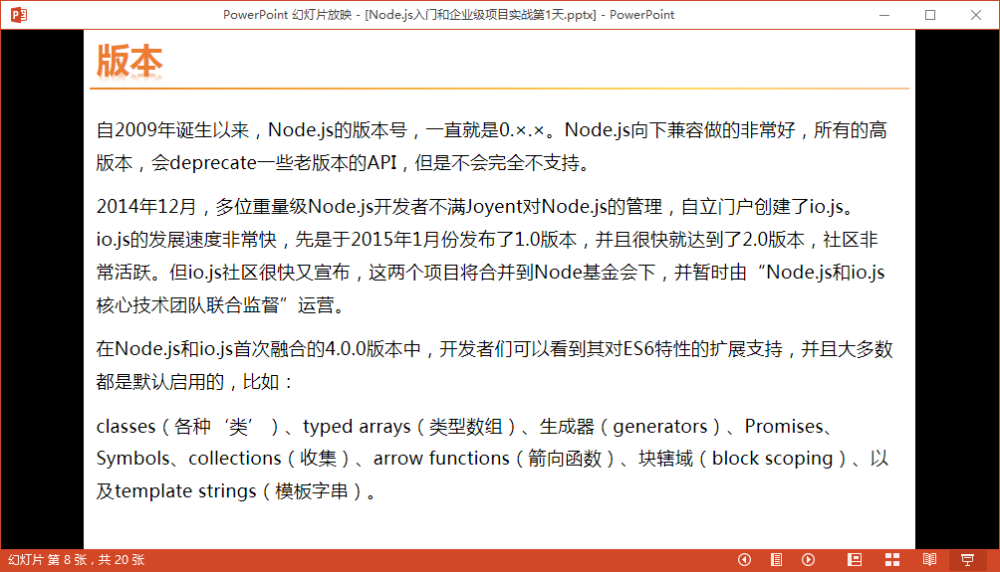 PowerPoint 幻灯片放映 - [Node.js入门和企业级项目实战第1天.pptx] - PowerPoint
版本
自2009年诞生以来，Node.js的版本号，一直就是0.×.×。Node.js向下兼容做的非常好，所有的高
版本，会deprecate一些老版本的API，但是不会完全不支持。
2014年12月，多位重量级Node.js开发者不满Joyent对Node.js的管理，自立门户创建了io.js。
io.js的发展速度非常快，先是于2015年1月份发布了1.0版本，并且很快就达到了2.0版本，社区非
常活跃。但io.js社区很快又宣布，这两个项目将合并到Node基金会下，并暂时由“Node.js和io.js
核心技术团队联合监督”运营。
在Node.js和io.js首次融合的4.0.0版本中，开发者们可以看到其对ES6特性的扩展支持，并且大多数
都是默认启用的，比如：
classes（各种‘类’）、typed arrays（类型数组）、生成器（generators）、Promises、
Symbols、collections（收集）、arrow functions（箭向函数）、块辖域（block scoping）、以
及template strings（模板字串）。
幻灯片 第 8 张，共 20 张